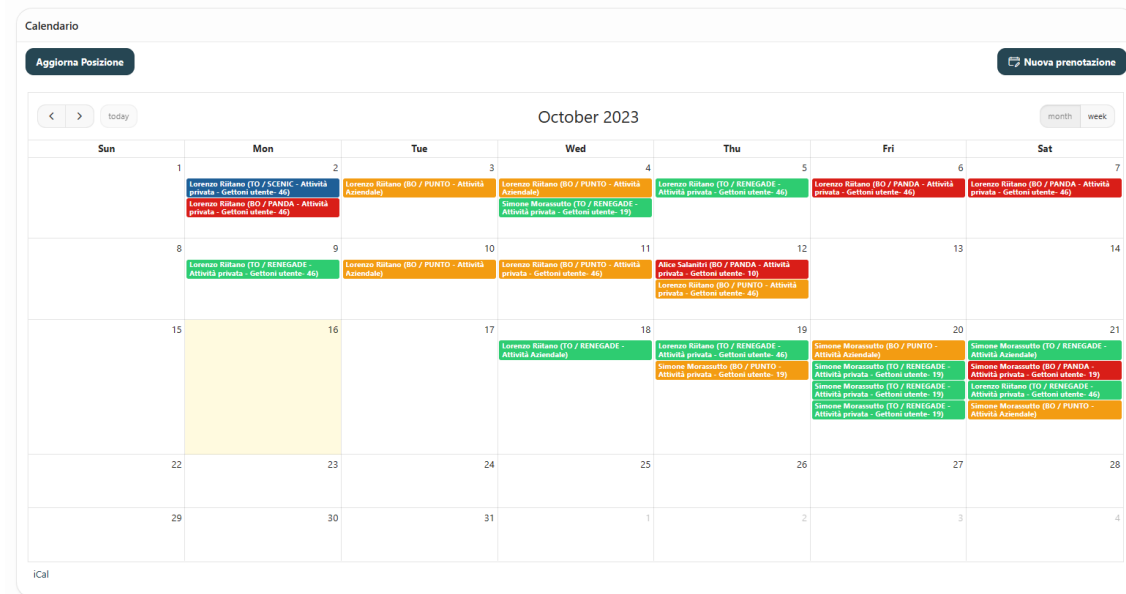 Calendario
Aggiorna Posizione
Nuova prenotazione
today
October 2023
month
week
Sun
Mon
Tue
Wed
Thu
Fri
Sat
1
2
Lorenzo Riitano (TO / SCENIC - Attività
privata - Gettoni utente- 46)
Lorenzo Riitano (BO / PANDA - Attività
privata - Gettoni utente- 46)
3
Lorenzo Riitano (BO / PUNTO - Attività
Aziendale)
4
Lorenzo Riitano (BO / PUNTO - Attività
Aziendale)
Simone Morassutto (TO / RENEGADE -
Attività privata - Gettoni utente- 19)
5
Lorenzo Riitano (TO / RENEGADE -
Attività privata - Gettoni utente- 46)
6
Lorenzo Riitano (BO / PANDA - Attività
privata - Gettoni utente- 46)
7
Lorenzo Riitano (BO / PANDA - Attività
privata - Gettoni utente- 46)
8
9
Lorenzo Riitano (TO / RENEGADE -
Attività privata - Gettoni utente- 46)
10
Lorenzo Riitano (BO / PUNTO - Attività
Aziendale)
11
Lorenzo Riitano (BO / PUNTO - Attività
privata - Gettoni utente- 46)
12
Alice Salanitri (BO / PANDA - Attività
privata - Gettoni utente- 10)
Lorenzo Riitano (BO / PUNTO - Attività
privata - Gettoni utente- 46)
13
14
15
16
17
18
Lorenzo Riitano (TO / RENEGADE -
Attività Aziendale)
19
Lorenzo Riitano (TO / RENEGADE -
Attività privata - Gettoni utente- 46)
Simone Morassutto (BO / PUNTO -
Attività privata - Gettoni utente- 19)
20
Simone Morassutto (BO / PUNTO -
Attività Aziendale)
Simone Morassutto (TO / RENEGADE -
Attività privata - Gettoni utente- 19)
Simone Morassutto (TO / RENEGADE -
Attività privata - Gettoni utente- 19)
Simone Morassutto (TO / RENEGADE -
Attività privata - Gettoni utente- 19)
21
Simone Morassutto (TO / RENEGADE -
Attività Aziendale)
Simone Morassutto (BO / PANDA -
Attività privata - Gettoni utente- 19)
Lorenzo Riitano (TO / RENEGADE -
Attività privata - Gettoni utente- 46)
Simone Morassutto (BO / PUNTO -
Attività Aziendale)
22
23
24
25
26
27
28
29
30
31
1
2
3
4
iCal